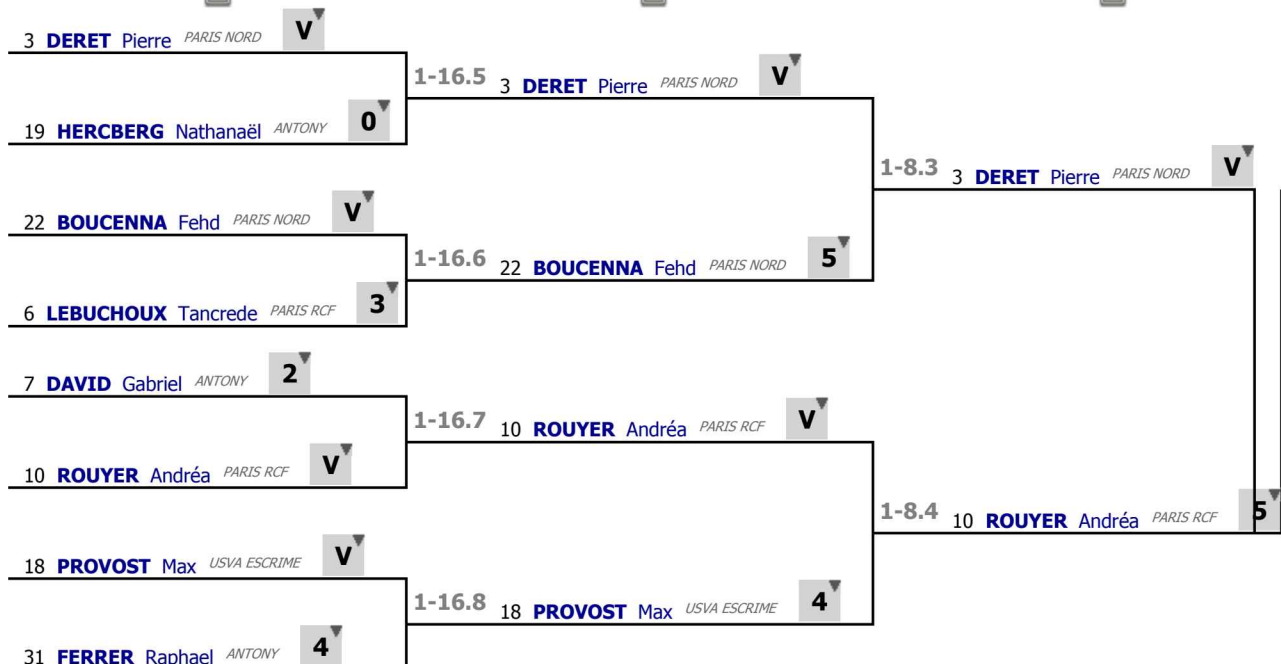 3 DERET Pierre PARIS NORD V
1-16.5 3 DERET Pierre PARIS NORD V
19 HERCBERG Nathanaël ANTONY 0
1-8.3 3 DERET Pierre PARIS NORD V
22 BOUCENNA Fehd PARIS NORD V
1-16.6 22 BOUCENNA Fehd PARIS NORD 5
6 LEBUCHOUX Tancrede PARIS RCF 3
7 DAVID Gabriel ANTONY 2
1-16.7 10 ROUYER Andréa PARIS RCF V
10 ROUYER Andréa PARIS RCF V
1-8.4 10 ROUYER Andréa PARIS RCF 5
18 PROVOST Max USVA ESCRIME V
1-16.8 18 PROVOST Max USVA ESCRIME 4
31 FERRER Raphael ANTONY 4